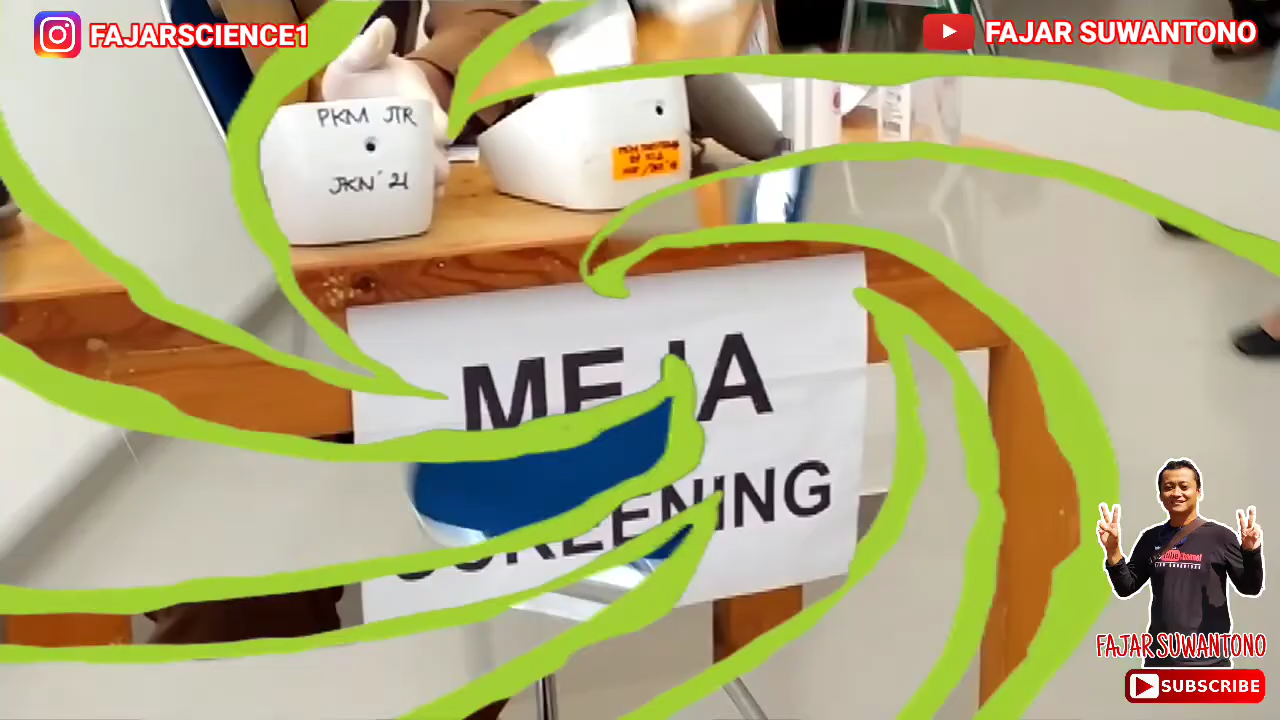 FAJARSCIENCE1
FAJAR SUWANTONO
PKM JTR
JKN'21
MEJA
SCREENING
FAJAR SUWANTONO
SUBSCRIBE